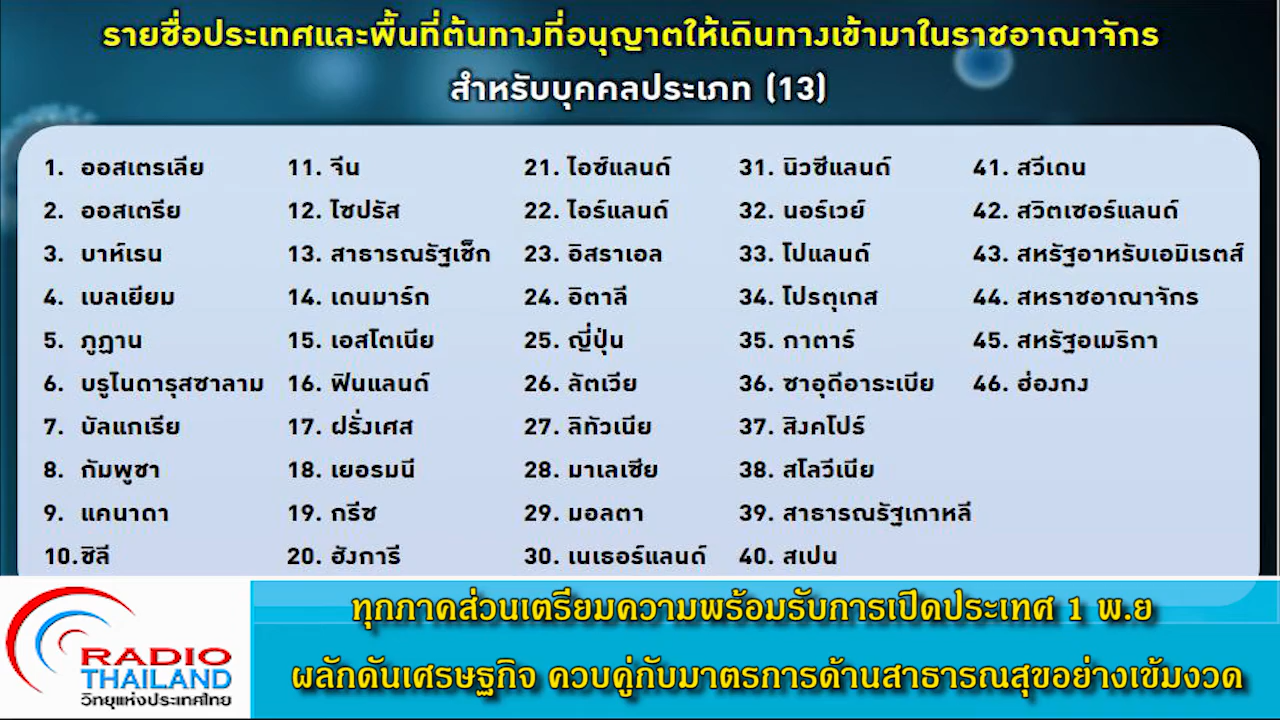 รายชื่อประเทศและพื้นที่ต้นทางที่อนุญาตให้เดินทางเข้ามาในราชอาณาจักร
สำหรับบุคคลประเภท (13)
1. ออสเตรเลีย
2. ออสเตรีย
3. บาห์เรน
4. เบลเยียม
5. ภูฏาน
6. บรูไนดารุสซาลาม
7. บัลแกเรีย
8. กัมพูชา
9. แคนาดา
10. ชิลี
11. จีน
12. ไซปรัส
13. สาธารณรัฐเช็ก
14. เดนมาร์ก
15. เอสโตเนีย
16. ฟินแลนด์
17. ฝรั่งเศส
18. เยอรมนี
19. กรีซ
20. ฮังการี
21. ไอซ์แลนด์
22. ไอร์แลนด์
23. อิสราเอล
24. อิตาลี
25. ญี่ปุ่น
26. ลัตเวีย
27. ลิทัวเนีย
28. มาเลเซีย
29. มอลตา
30. เนเธอร์แลนด์
31. นิวซีแลนด์
32. นอร์เวย์
33. โปแลนด์
34. โปรตุเกส
35. กาตาร์
36. ซาอุดีอาระเบีย
37. สิงคโปร์
38. สโลวีเนีย
39. สาธารณรัฐเกาหลี
40. สเปน
41. สวีเดน
42. สวิตเซอร์แลนด์
43. สหรัฐอาหรับเอมิเรตส์
44. สหราชอาณาจักร
45. สหรัฐอเมริกา
46. ฮ่องกง
RADIO
THAILAND
วิทยุแห่งประเทศไทย
ทุกภาคส่วนเตรียมความพร้อมรับการเปิดประเทศ 1 พ.ย
ผลักดันเศรษฐกิจ ควบคู่กับมาตรการด้านสาธารณสุขอย่างเข้มงวด